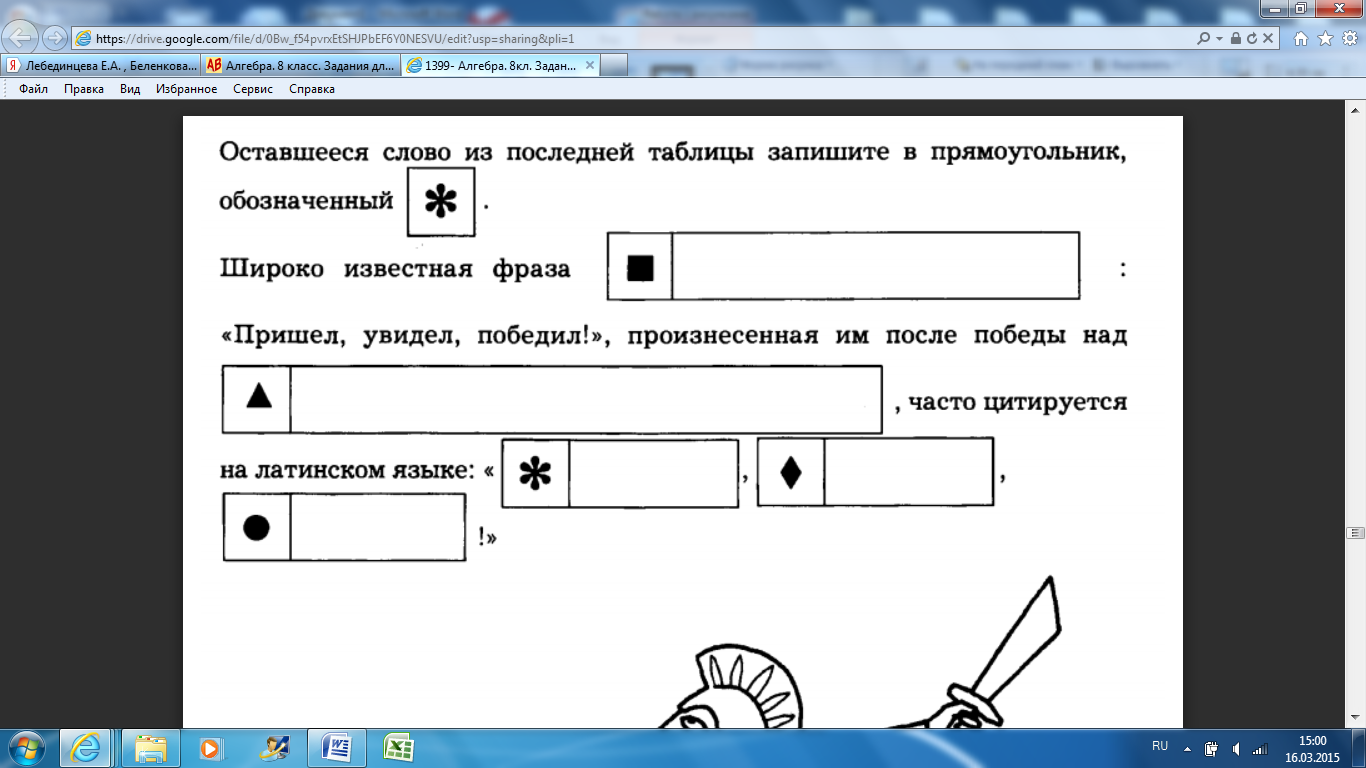 https://drive.google.com/file/d/0Bw_f54pvrxEtSHJPbEF6Y0NESVU/edit?usp=sharing&pli=1
Лебединцева Е.А. , Беленкова... Алгебра. 8 класс. Задания дл... 1399- Алгебра. 8кл. Задан...
Файл Правка Вид Избранное Сервис Справка
Оставшееся слово из последней таблицы запишите в прямоугольник,
обозначенный * .
Широко известная фраза :
«Пришел, увидел, победил!», произнесенная им после победы над
, часто цитируется
на латинском языке: « * , ,
!»
RU 15:00
16.03.2015